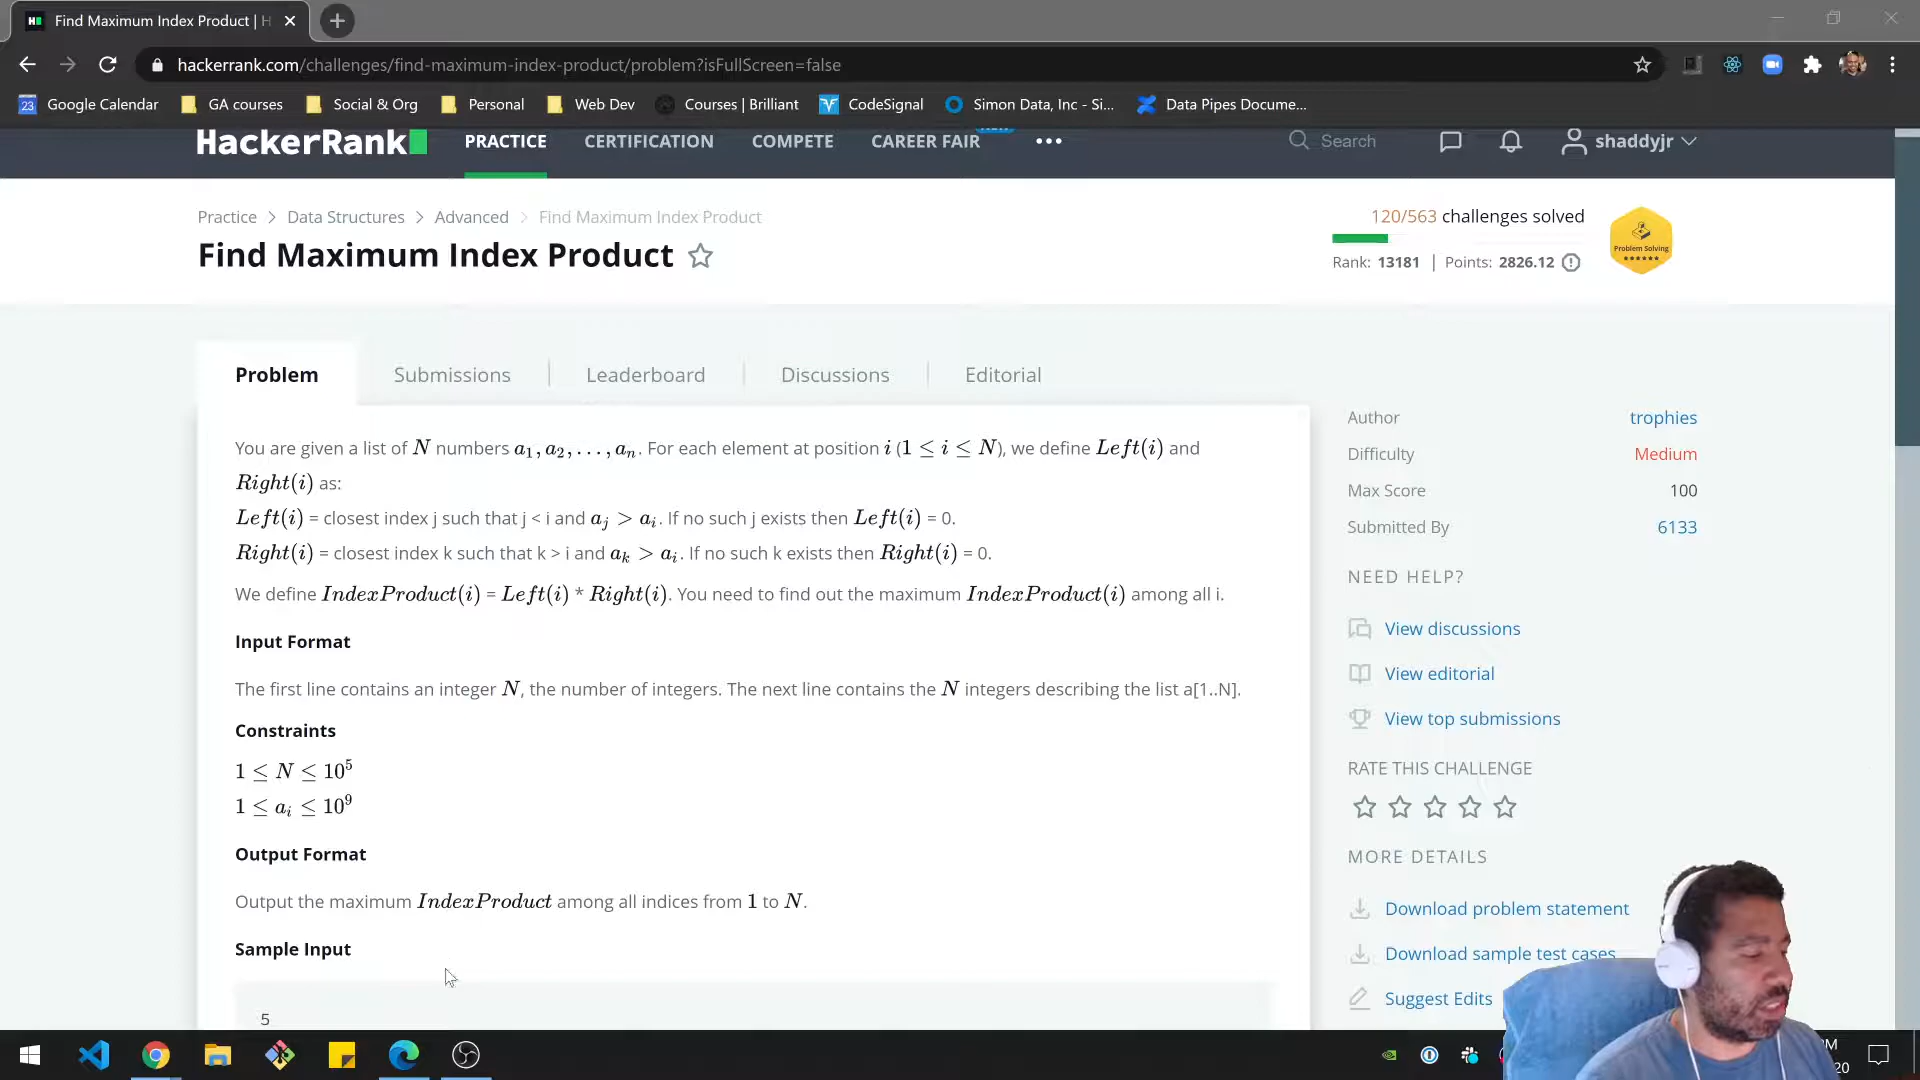 Find Maximum Index Product | H
hackerrank.com/challenges/find-maximum-index-product/problem?isFullScreen=false
23 Google Calendar GA courses Social & Org Personal Web Dev Courses | Brilliant CodeSignal Simon Data, Inc - Si... Data Pipes Docume...
HackerRank PRACTICE CERTIFICATION COMPETE CAREER FAIR NEW ••• Search shaddyjr
Practice > Data Structures > Advanced > Find Maximum Index Product
Find Maximum Index Product
120/563 challenges solved
Rank: 13181 | Points: 2826.12
Problem Solving
Problem Submissions Leaderboard Discussions Editorial
You are given a list of N numbers a₁, a₂, . . . , aₙ. For each element at position i (1 ≤ i ≤ N), we define Left(i) and
Right(i) as:
Left(i) = closest index j such that j < i and aⱼ > aᵢ. If no such j exists then Left(i) = 0.
Right(i) = closest index k such that k > i and aₖ > aᵢ. If no such k exists then Right(i) = 0.
We define IndexProduct(i) = Left(i) * Right(i). You need to find out the maximum IndexProduct(i) among all i.
Input Format
The first line contains an integer N, the number of integers. The next line contains the N integers describing the list a[1..N].
Constraints
1 ≤ N ≤ 10⁵
1 ≤ aᵢ ≤ 10⁹
Output Format
Output the maximum IndexProduct among all indices from 1 to N.
Sample Input
5
Author trophies
Difficulty Medium
Max Score 100
Submitted By 6133
NEED HELP?
View discussions
View editorial
View top submissions
RATE THIS CHALLENGE
MORE DETAILS
Download problem statement
Download sample test cases
Suggest Edits